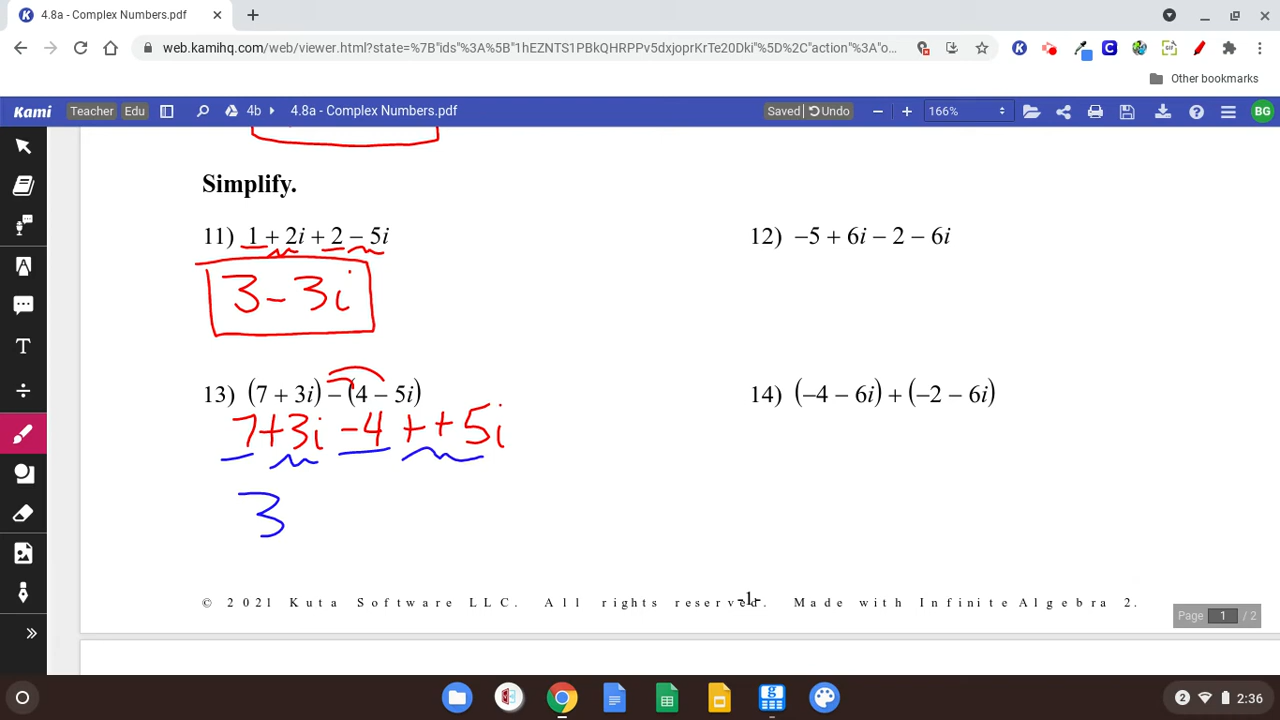 4.8a - Complex Numbers.pdf
web.kamihq.com/web/viewer.html?state=%7B"ids"%3A%5B"1hEZNTS1PBkQHRPPv5dxjoprKrTe20Dki"%5D%2C"action"%3A"o...
Other bookmarks
Kami Teacher Edu 4b 4.8a - Complex Numbers.pdf Saved Undo 166% BG
Simplify.
11) 1 + 2i + 2 − 5i
12) −5 + 6i − 2 − 6i
3 - 3i
13) (7 + 3i) − (4 − 5i)
14) (−4 − 6i) + (−2 − 6i)
7+3i -4 ++5i
3
© 2021 Kuta Software LLC. All rights reserved. Made with Infinite Algebra 2.
-1-
Page 1 / 2
2 2:36